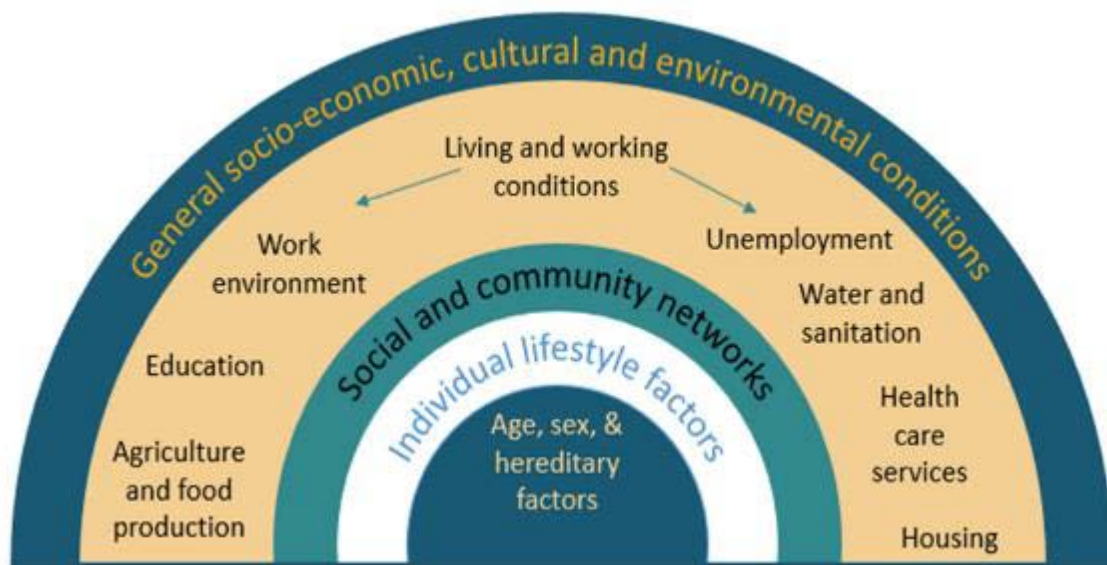 General socio-economic, cultural and environmental conditions
Living and working
conditions
Work
environment
Unemployment
Water and
sanitation
Education
Health
care
services
Agriculture
and food
production
Housing
Social and community networks
Individual lifestyle factors
Age, sex, &
hereditary
factors